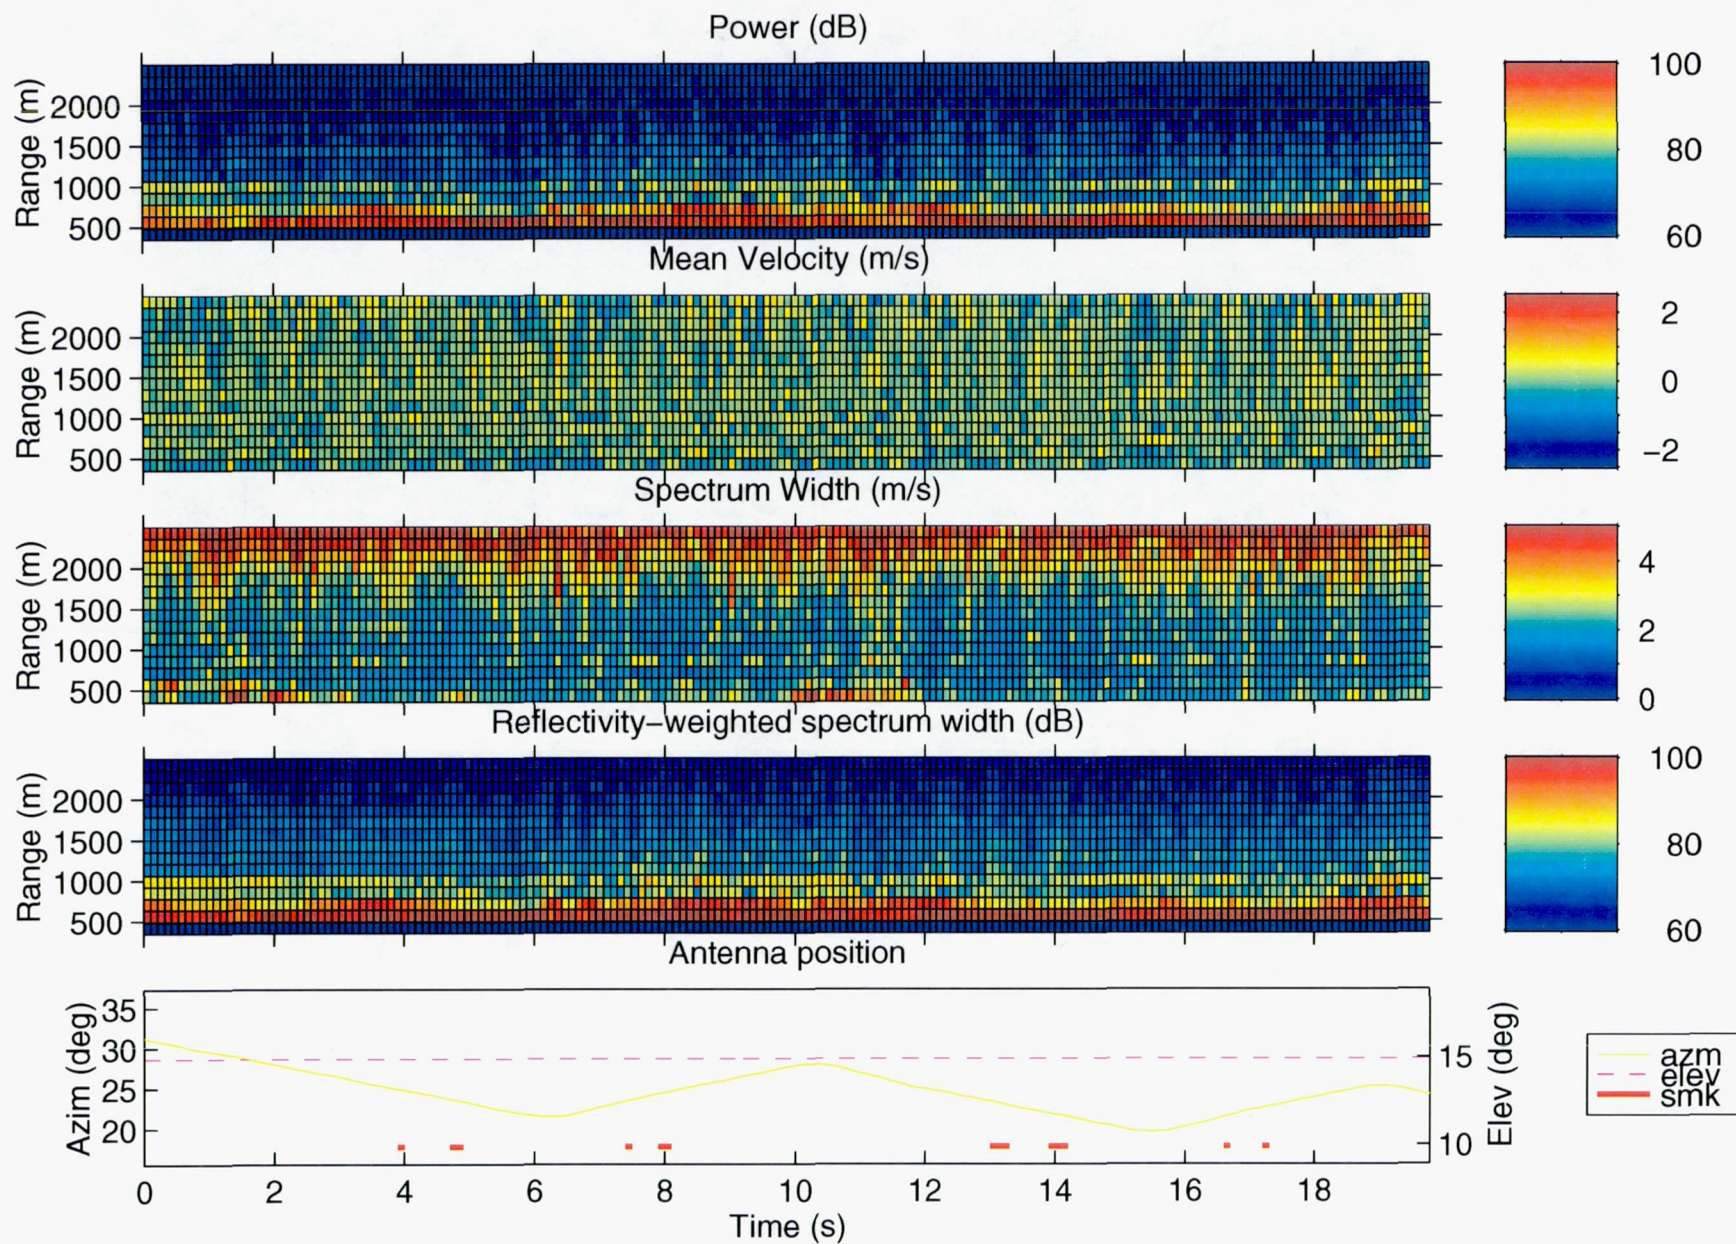 Power (dB)
Range (m)
2000
1500
1000
500
100
80
60
Mean Velocity (m/s)
Range (m)
2000
1500
1000
500
2
0
−2
Spectrum Width (m/s)
Range (m)
2000
1500
1000
500
4
2
0
Reflectivity−weighted spectrum width (dB)
Range (m)
2000
1500
1000
500
100
80
60
Antenna position
Azim (deg)
35
30
25
20
15
10
Elev (deg)
azm
elev
smk
0 2 4 6 8 10 12 14 16 18
Time (s)